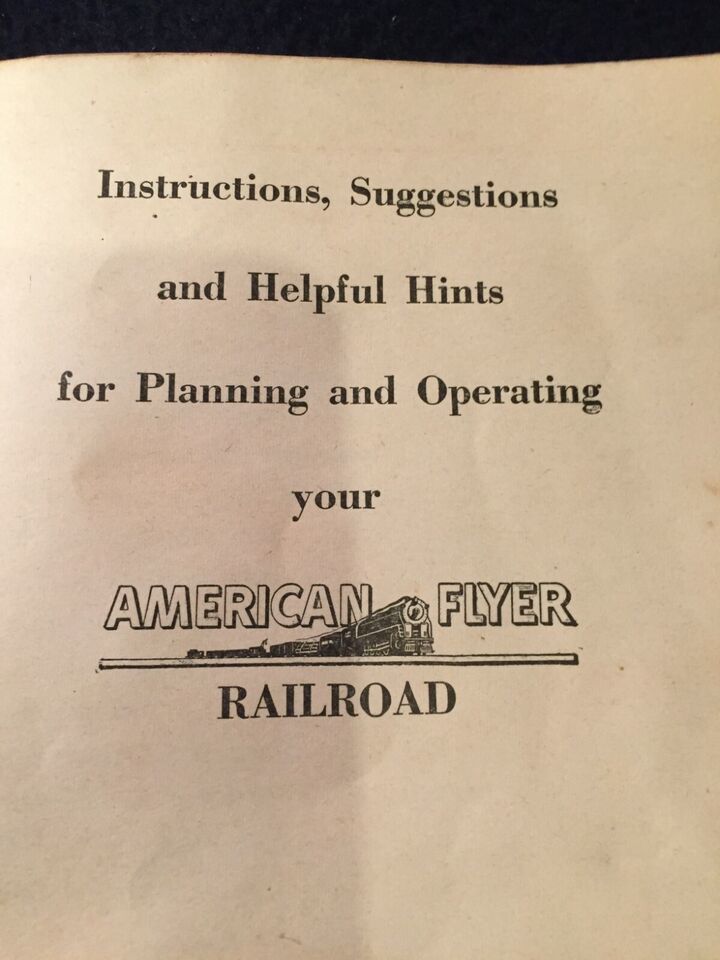 Instructions, Suggestions
and Helpful Hints
for Planning and Operating
your
AMERICAN FLYER
RAILROAD